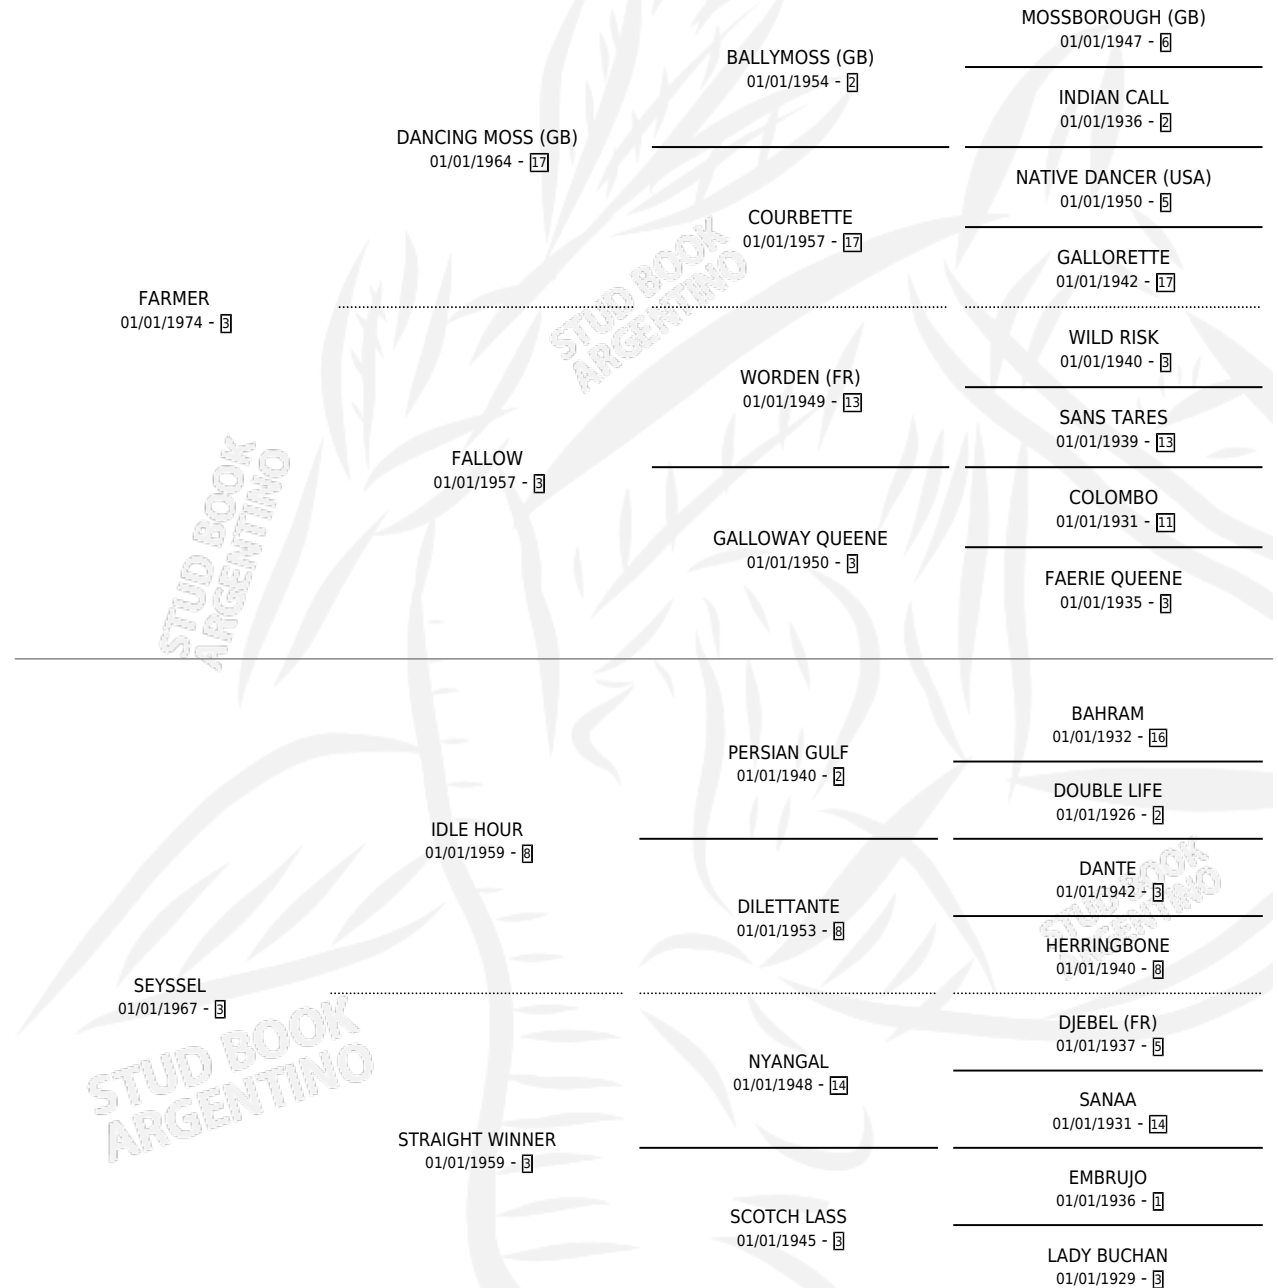 MOSSBOROUGH (GB)
01/01/1947 - 6
BALLYMOSS (GB)
01/01/1954 - 2
INDIAN CALL
01/01/1936 - 2
DANCING MOSS (GB)
01/01/1964 - 17
NATIVE DANCER (USA)
01/01/1950 - 5
COURBETTE
01/01/1957 - 17
GALLORETTE
01/01/1942 - 17
FARMER
01/01/1974 - 3
WILD RISK
01/01/1940 - 3
WORDEN (FR)
01/01/1949 - 13
SANS TARES
01/01/1939 - 13
FALLOW
01/01/1957 - 3
COLOMBO
01/01/1931 - 11
GALLOWAY QUEENE
01/01/1950 - 3
FAERIE QUEENE
01/01/1935 - 3
BAHRAM
01/01/1932 - 16
PERSIAN GULF
01/01/1940 - 2
DOUBLE LIFE
01/01/1926 - 2
IDLE HOUR
01/01/1959 - 8
DANTE
01/01/1942 - 3
DILETTANTE
01/01/1953 - 8
HERRINGBONE
01/01/1940 - 8
SEYSSEL
01/01/1967 - 3
DJEBEL (FR)
01/01/1937 - 5
NYANGAL
01/01/1948 - 14
SANAA
01/01/1931 - 14
STRAIGHT WINNER
01/01/1959 - 3
EMBRUJO
01/01/1936 - 1
SCOTCH LASS
01/01/1945 - 3
LADY BUCHAN
01/01/1929 - 3
STUD BOOK
ARGENTINO
STUD BOOK
ARGENTINO
STUD BOOK
ARGENTINO
STUD BOOK
ARGENTINO